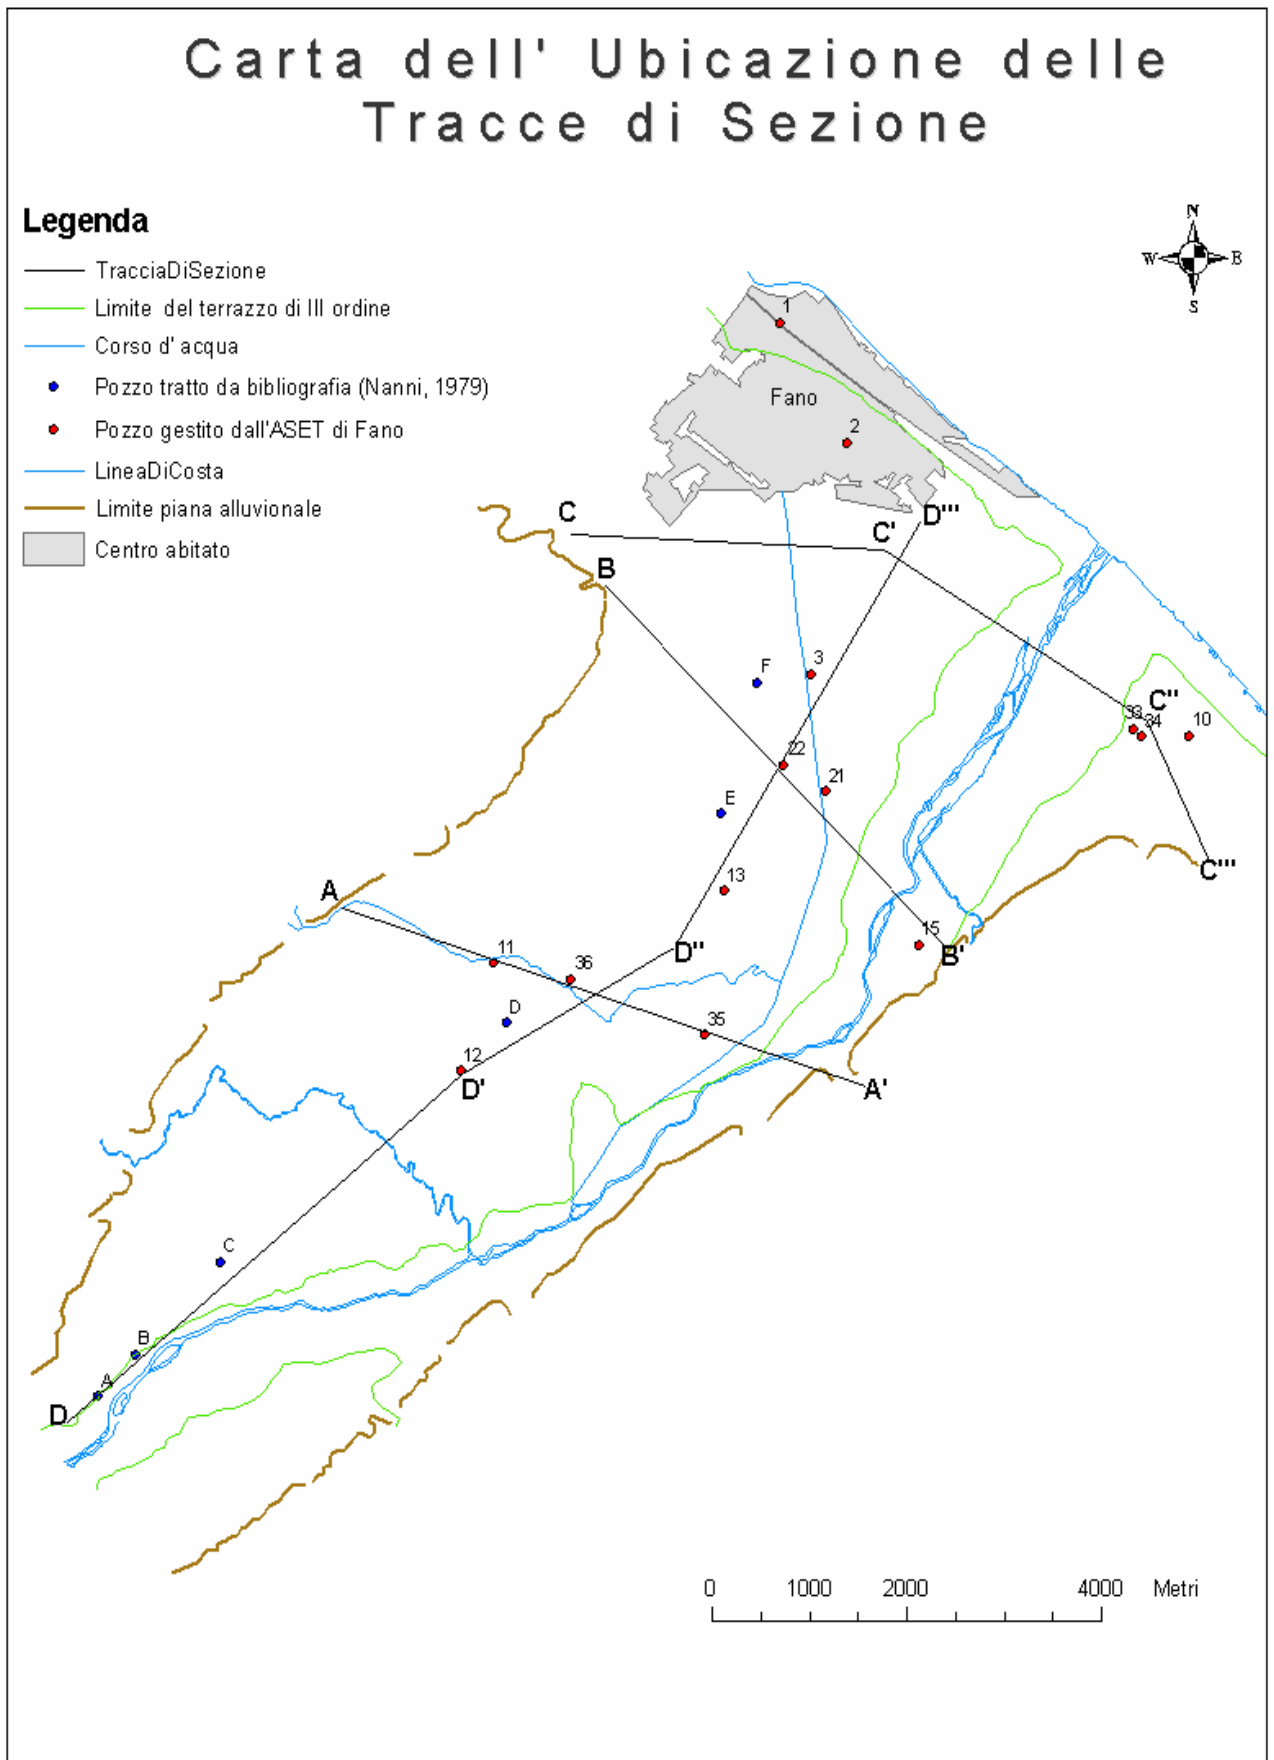 Carta dell' Ubicazione delle
Tracce di Sezione
Legenda
TracciaDiSezione
Limite del terrazzo di III ordine
Corso d' acqua
Pozzo tratto da bibliografia (Nanni, 1979)
Pozzo gestito dall'ASET di Fano
LineaDiCosta
Limite piana alluvionale
Centro abitato
N
W E
S
1
Fano
2
C
C'
D'''
B
F
3
C''
33
34
10
22
21
E
C'''
13
A
15
B'
D''
11
36
D
35
12
D'
A'
C
B
A
D
0 1000 2000 4000 Metri